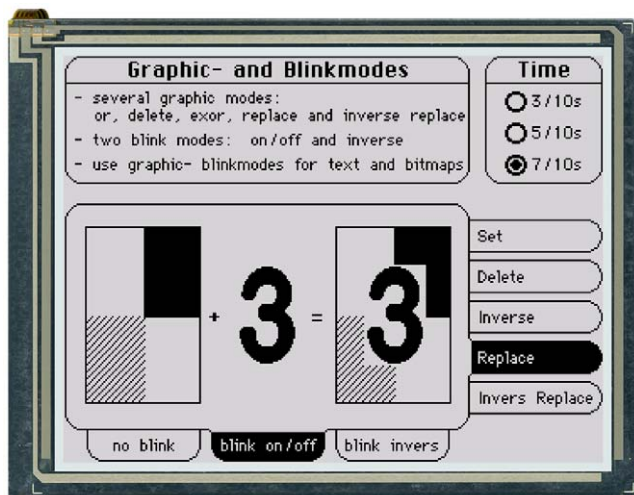 Graphic- and Blinkmodes
- several graphic modes:
or, delete, exor, replace and inverse replace
- two blink modes: on/off and inverse
- use graphic- blinkmodes for text and bitmaps
Time
3/10s
5/10s
7/10s
+ 3 = 3
Set
Delete
Inverse
Replace
Invers Replace
no blink
blink on/off
blink invers